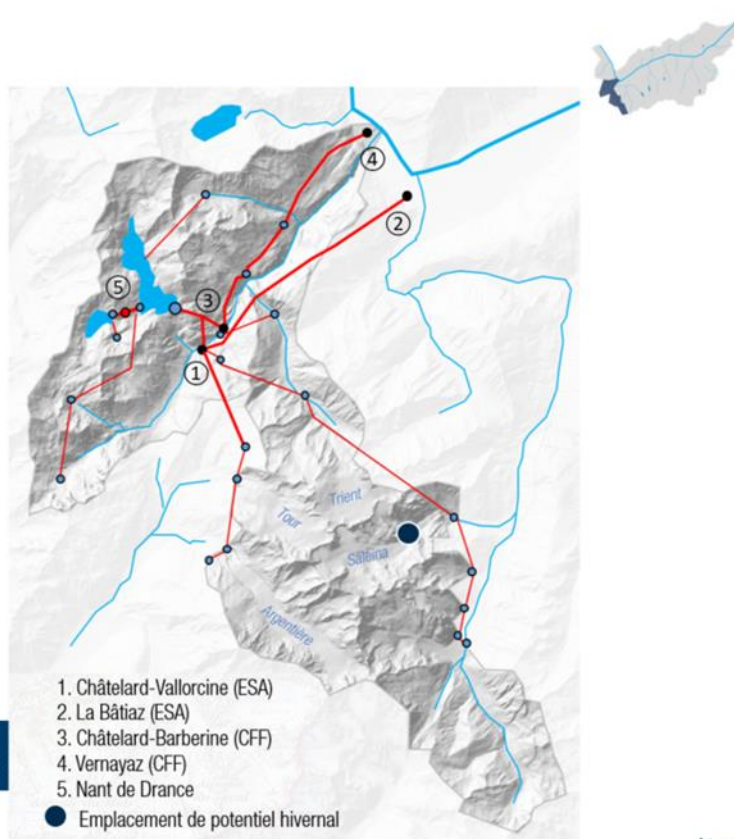 4
2
5
3
1
Trient
Tour
Saleina
Argentière
1. Châtelard-Vallorcine (ESA)
2. La Bâtiaz (ESA)
3. Châtelard-Barberine (CFF)
4. Vernayaz (CFF)
5. Nant de Drance
Emplacement de potentiel hivernal